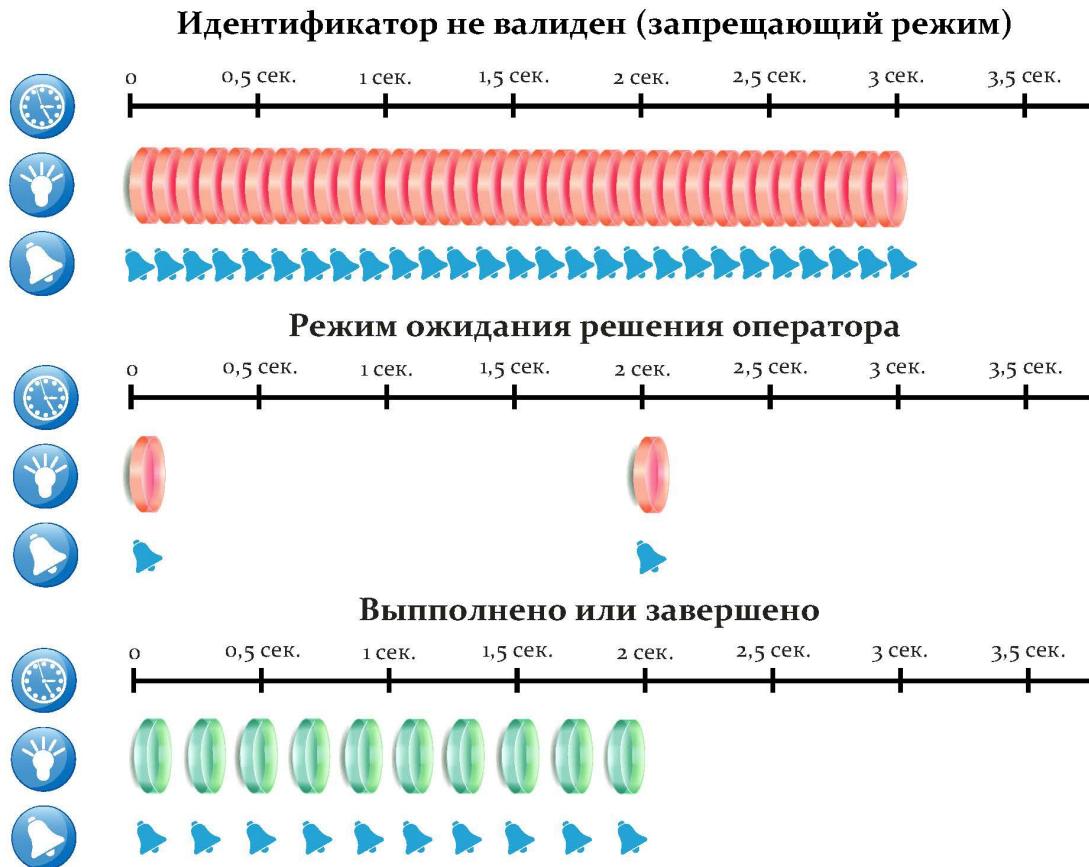 Идентификатор не валиден (запрещающий режим)
0 0,5 сек. 1 сек. 1,5 сек. 2 сек. 2,5 сек. 3 сек. 3,5 сек.
Режим ожидания решения оператора
0 0,5 сек. 1 сек. 1,5 сек. 2 сек. 2,5 сек. 3 сек. 3,5 сек.
Выпполнено или завершено
0 0,5 сек. 1 сек. 1,5 сек. 2 сек. 2,5 сек. 3 сек. 3,5 сек.